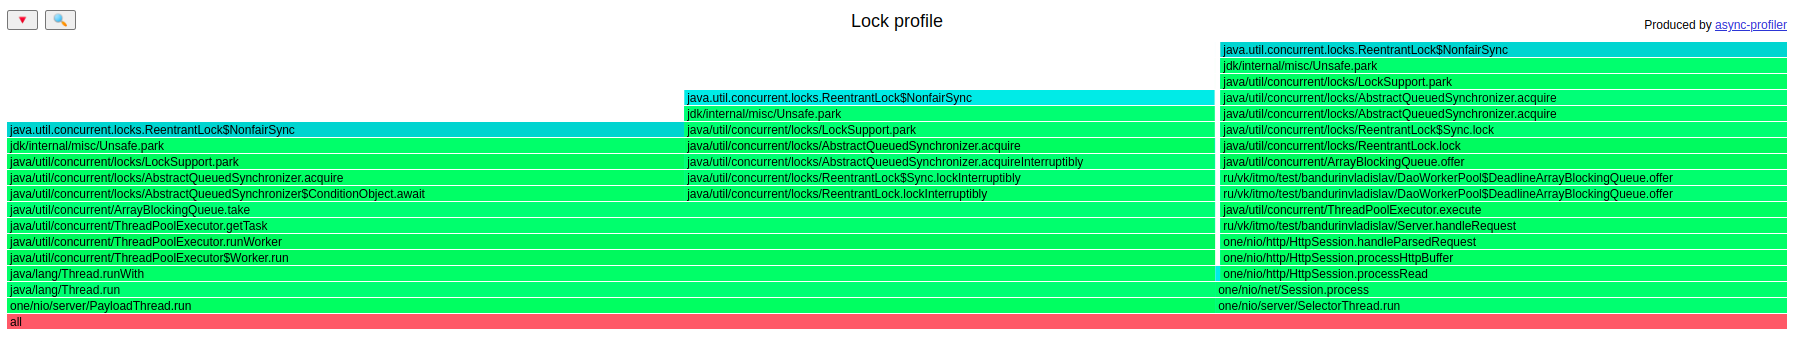 🔻 🔍 Lock profile Produced by async-profiler
java.util.concurrent.locks.ReentrantLock$NonfairSync
jdk/internal/misc/Unsafe.park
java/util/concurrent/locks/LockSupport.park
java.util.concurrent.locks.ReentrantLock$NonfairSync java/util/concurrent/locks/AbstractQueuedSynchronizer.acquire
jdk/internal/misc/Unsafe.park java/util/concurrent/locks/AbstractQueuedSynchronizer.acquire
java.util.concurrent.locks.ReentrantLock$NonfairSync java/util/concurrent/locks/LockSupport.park java/util/concurrent/locks/ReentrantLock$Sync.lock
jdk/internal/misc/Unsafe.park java/util/concurrent/locks/AbstractQueuedSynchronizer.acquire java/util/concurrent/locks/ReentrantLock.lock
java/util/concurrent/locks/LockSupport.park java/util/concurrent/locks/AbstractQueuedSynchronizer.acquireInterruptibly java/util/concurrent/ArrayBlockingQueue.offer
java/util/concurrent/locks/AbstractQueuedSynchronizer.acquire java/util/concurrent/locks/ReentrantLock$Sync.lockInterruptibly ru/vk/itmo/test/bandurinvladislav/DaoWorkerPool$DeadlineArrayBlockingQueue.offer
java/util/concurrent/locks/AbstractQueuedSynchronizer$ConditionObject.await java/util/concurrent/locks/ReentrantLock.lockInterruptibly ru/vk/itmo/test/bandurinvladislav/DaoWorkerPool$DeadlineArrayBlockingQueue.offer
java/util/concurrent/ArrayBlockingQueue.take java/util/concurrent/ThreadPoolExecutor.execute
java/util/concurrent/ThreadPoolExecutor.getTask ru/vk/itmo/test/bandurinvladislav/Server.handleRequest
java/util/concurrent/ThreadPoolExecutor.runWorker one/nio/http/HttpSession.handleParsedRequest
java/util/concurrent/ThreadPoolExecutor$Worker.run one/nio/http/HttpSession.processHttpBuffer
java/lang/Thread.runWith one/nio/http/HttpSession.processRead
java/lang/Thread.run one/nio/net/Session.process
one/nio/server/PayloadThread.run one/nio/server/SelectorThread.run
all